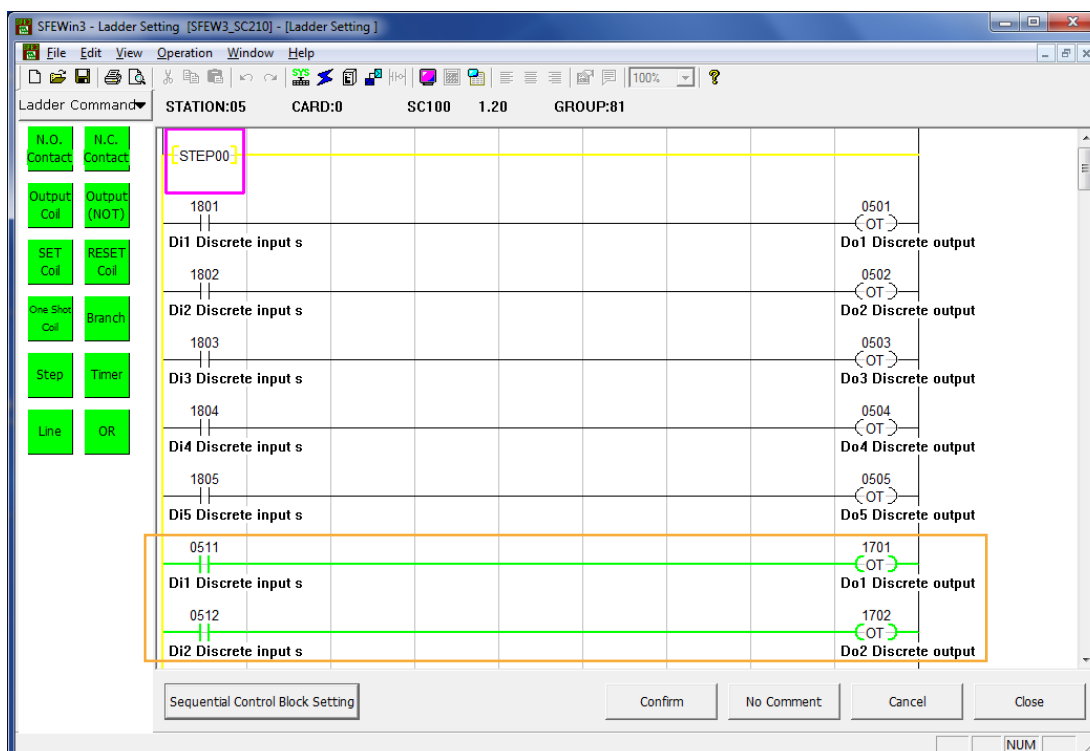 SFEWin3 - Ladder Setting [SFEW3_SC210] - [Ladder Setting ]
File Edit View Operation Window Help
SYS 100% ?
Ladder Command STATION:05 CARD:0 SC100 1.20 GROUP:81
N.O. Contact
N.C. Contact
Output Coil
Output (NOT)
SET Coil
RESET Coil
One Shot Coil
Branch
Step
Timer
Line
OR
STEP00
1801 0501
OT
Di1 Discrete input s Do1 Discrete output
1802 0502
OT
Di2 Discrete input s Do2 Discrete output
1803 0503
OT
Di3 Discrete input s Do3 Discrete output
1804 0504
OT
Di4 Discrete input s Do4 Discrete output
1805 0505
OT
Di5 Discrete input s Do5 Discrete output
0511 1701
OT
Di1 Discrete input s Do1 Discrete output
0512 1702
OT
Di2 Discrete input s Do2 Discrete output
Sequential Control Block Setting Confirm No Comment Cancel Close
NUM